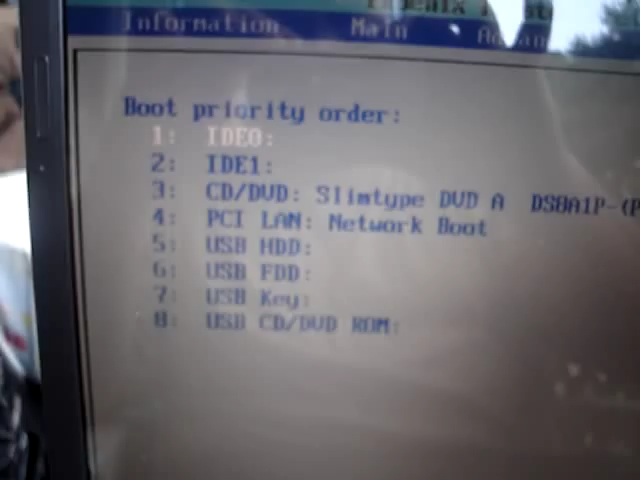 Information Main
Boot priority order:
1: IDE0:
2: IDE1:
3: CD/DVD: Slimtype DVD A DS8A1P-(P
4: PCI LAN: Network Boot
5: USB HDD:
6: USB FDD:
7: USB Key:
8: USB CD/DVD ROM: